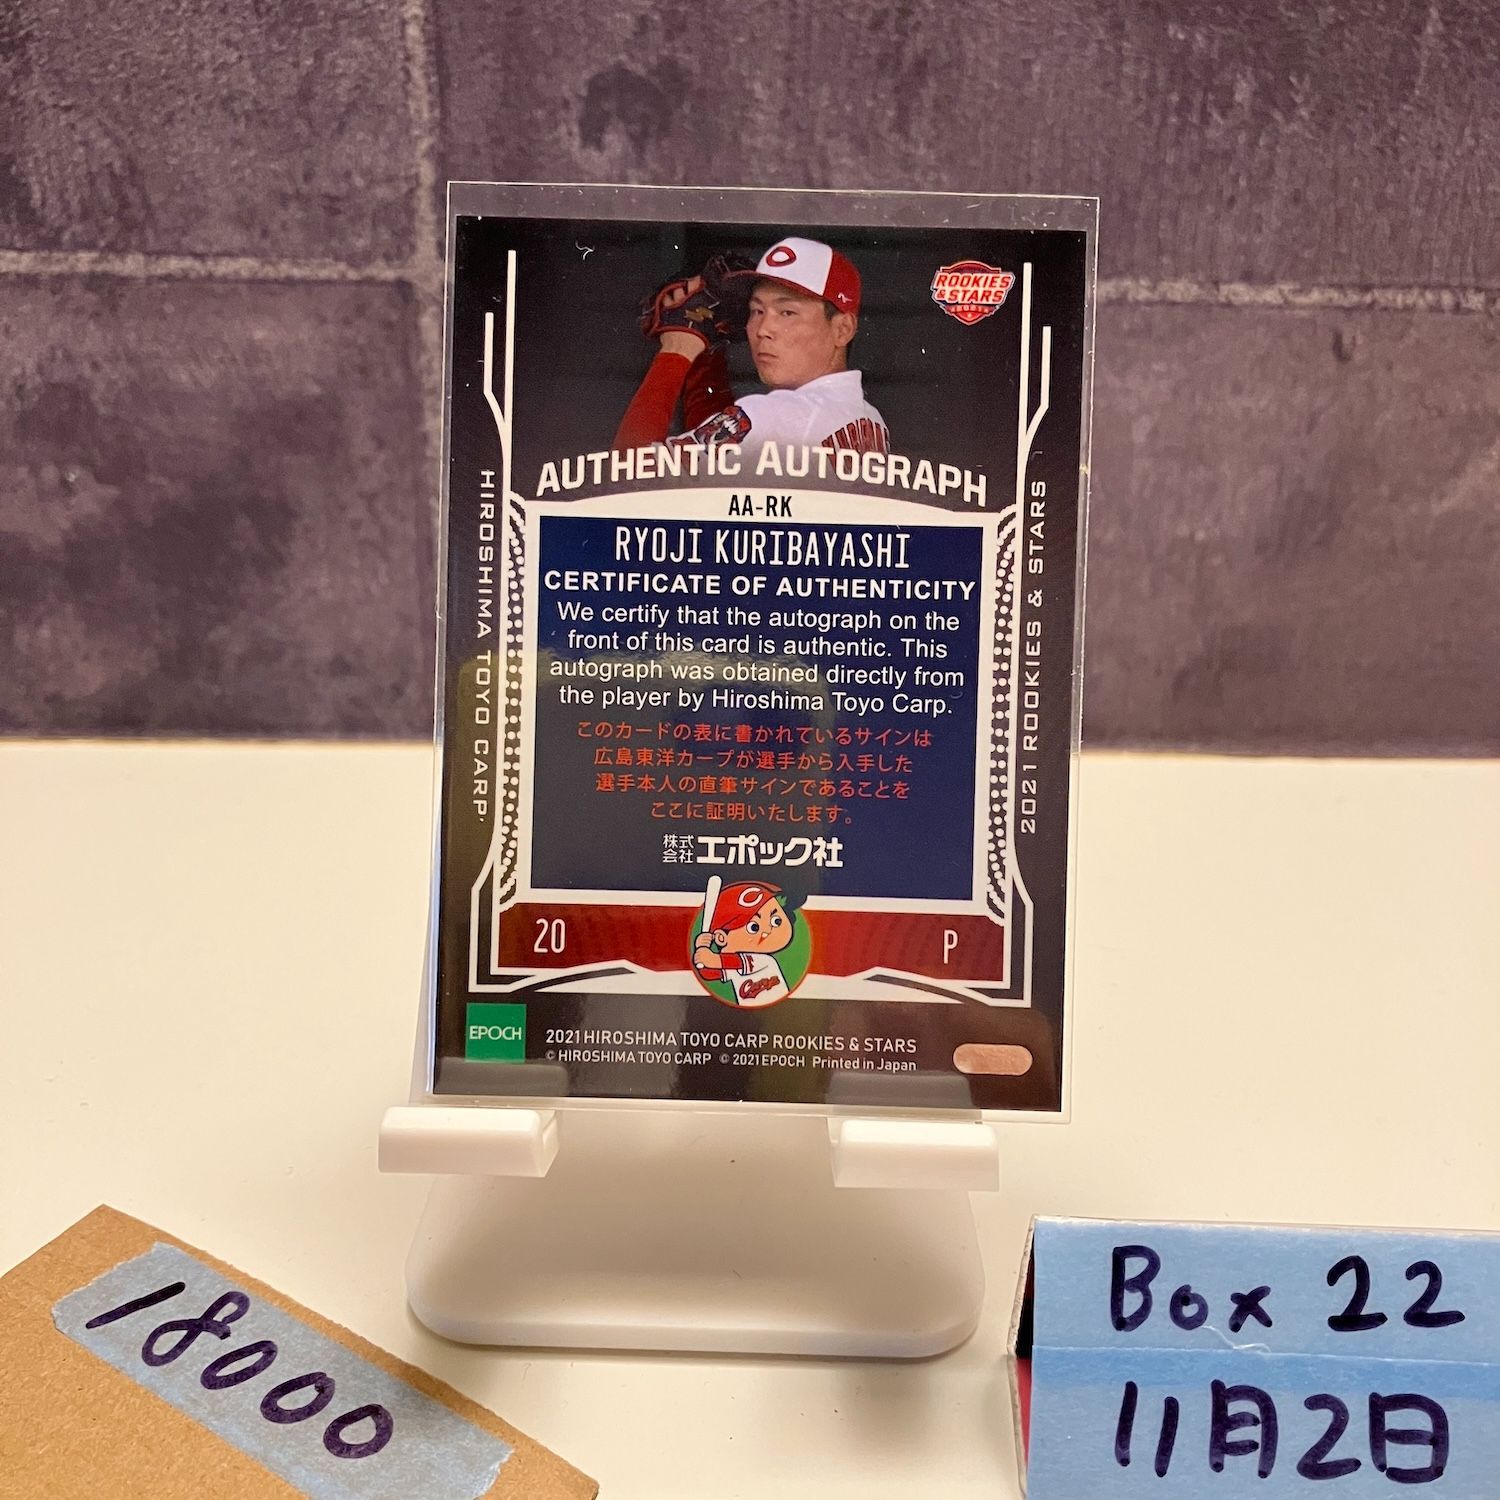 ROOKIES
& STARS
AUTHENTIC AUTOGRAPH
AA-RK
RYOJI KURIBAYASHI
CERTIFICATE OF AUTHENTICITY
We certify that the autograph on the
front of this card is authentic. This
autograph was obtained directly from
the player by Hiroshima Toyo Carp.
このカードの表に書かれているサインは
広島東洋カープが選手から入手した
選手本人の直筆サインであることを
ここに証明いたします。
株式会社エポック社
HIROSHIMA TOYO CARP
2021 ROOKIES & STARS
20
P
Carp
EPOCH
2021 HIROSHIMA TOYO CARP ROOKIES & STARS
© HIROSHIMA TOYO CARP © 2021 EPOCH Printed in Japan
18000
Box 22
11月2日